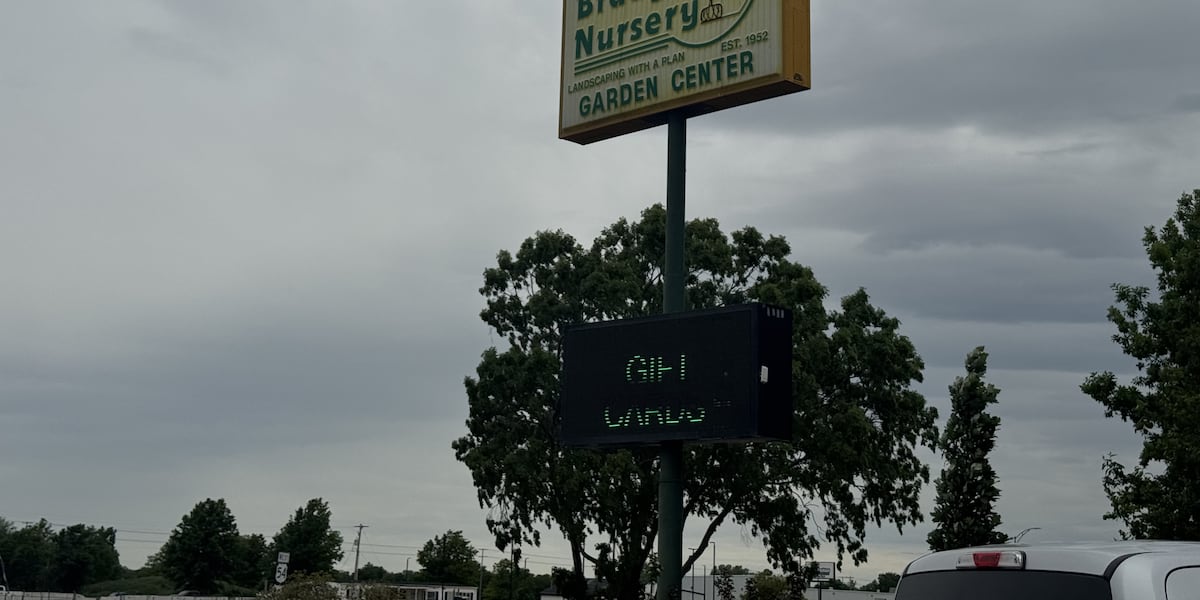 Nursery
EST. 1952
LANDSCAPING WITH A PLAN
GARDEN CENTER
GIFT
CARDS